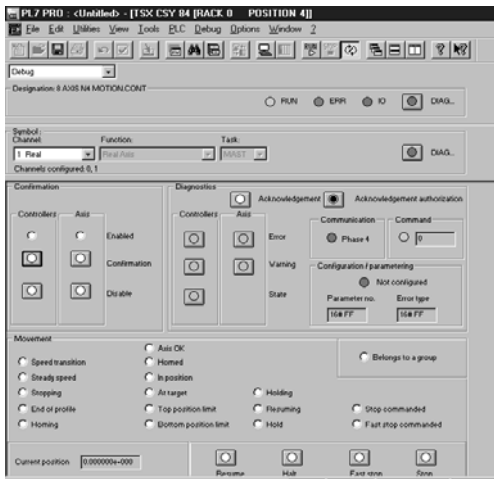 PL7 PRO : <Untitled> - [TSX CSY 84 [RACK 0 POSITION 4]]
File Edit Utilities View Tools PLC Debug Options Window ?
Debug
Designation: 8 AXIS N4 MOTION.CONT
RUN ERR IO DIAG...
Symbol:
Channel: Function: Task:
1 Real Real Axis MAST DIAG...
Channels configured: 0, 1
Confirmation Diagnostics
Acknowledgement Acknowledgement authorization
Controllers Axis Controllers Axis Communication Command
Enabled Error Phase 4 0
Confirmation Warning Configuration / parametering
Not configured
Disable State Parameter no. Error type
16#FF 16#FF
Movement
Axis OK
Speed transition Homed Belongs to a group
Steady speed In position
Stopping At target Holding
End of profile Top position limit Resuming Stop commanded
Homing Bottom position limit Hold Fast stop commanded
Current position 0.000000e+000
Resume Halt Fast stop Stop